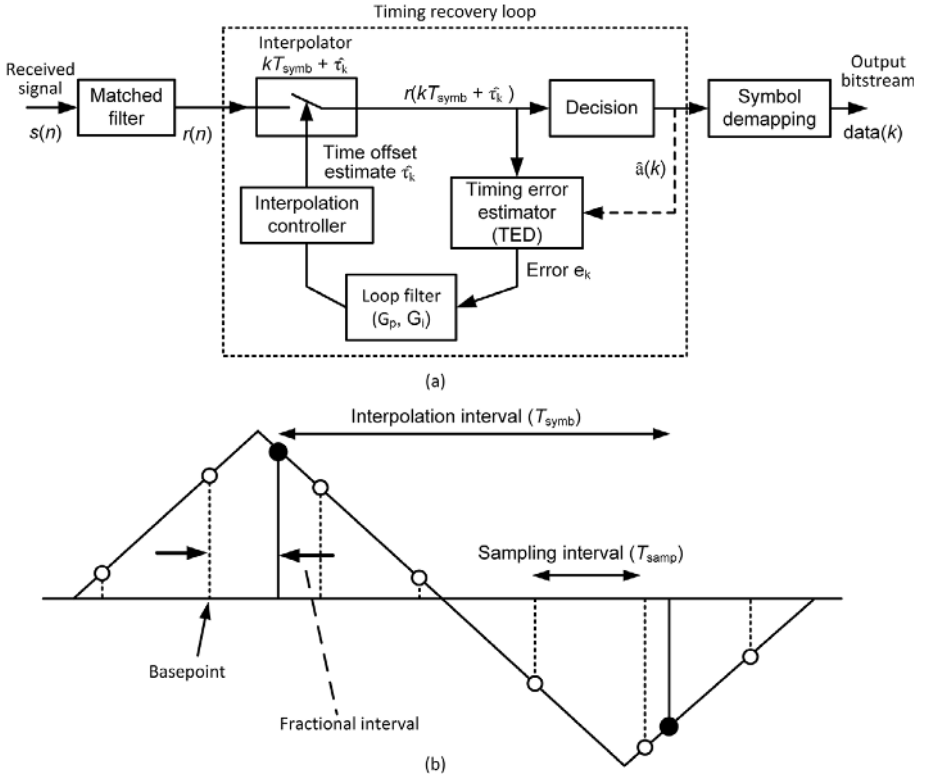 Timing recovery loop
Received
signal
s(n)
Matched
filter
r(n)
Interpolator
kT_symb + τ̂_k
r(kT_symb + τ̂_k )
Decision
Symbol
demapping
Output
bitstream
data(k)
â(k)
Time offset
estimate τ̂_k
Interpolation
controller
Timing error
estimator
(TED)
Error e_k
Loop filter
(G_p, G_i)
(a)
Interpolation interval (T_symb)
Sampling interval (T_samp)
Basepoint
Fractional interval
(b)